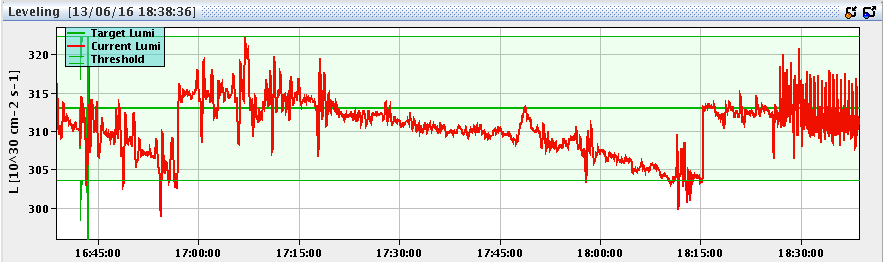 Leveling [13/06/16 18:38:36]
Target Lumi
Current Lumi
Threshold
L [10^30 cm-2 s-1]
320
315
310
305
300
16:45:00 17:00:00 17:15:00 17:30:00 17:45:00 18:00:00 18:15:00 18:30:00